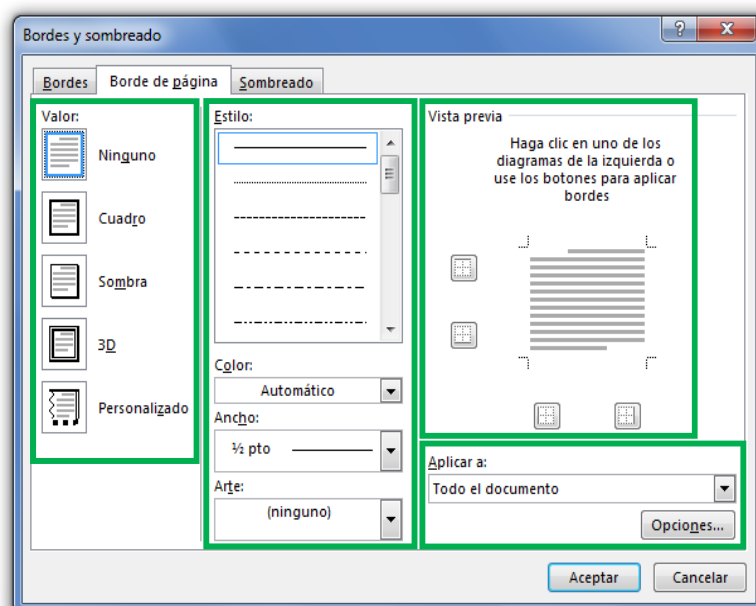 Bordes y sombreado
Bordes
Borde de página
Sombreado
Valor:
Ninguno
Cuadro
Sombra
3D
Personalizado
Estilo:
Color:
Automático
Ancho:
½ pto
Arte:
(ninguno)
Vista previa
Haga clic en uno de los
diagramas de la izquierda o
use los botones para aplicar
bordes
Aplicar a:
Todo el documento
Opciones...
Aceptar
Cancelar